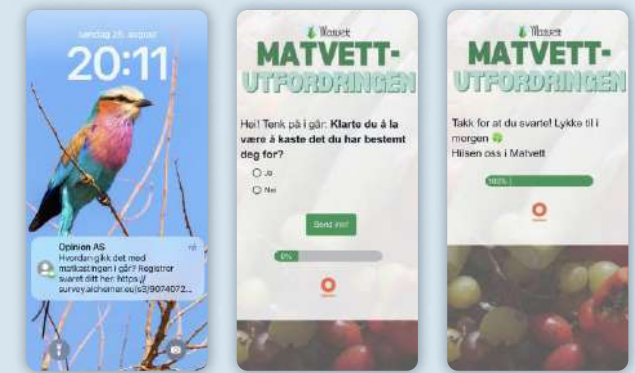 søndag 25. august
20:11
Opinion AS
nå
Hvordan gikk det med
matkastingen i går? Registrer
svaret ditt her: https://
survey.alchemer.eu/s3/9074072...
Matvett
MATVETT-
UTFORDRINGEN
Hei! Tenk på i går: Klarte du å la
være å kaste det du har bestemt
deg for?
Ja
Nei
Send inn!
0%
Matvett
MATVETT-
UTFORDRINGEN
Takk for at du svarte! Lykke til i
morgen
Hilsen oss i Matvett
100%